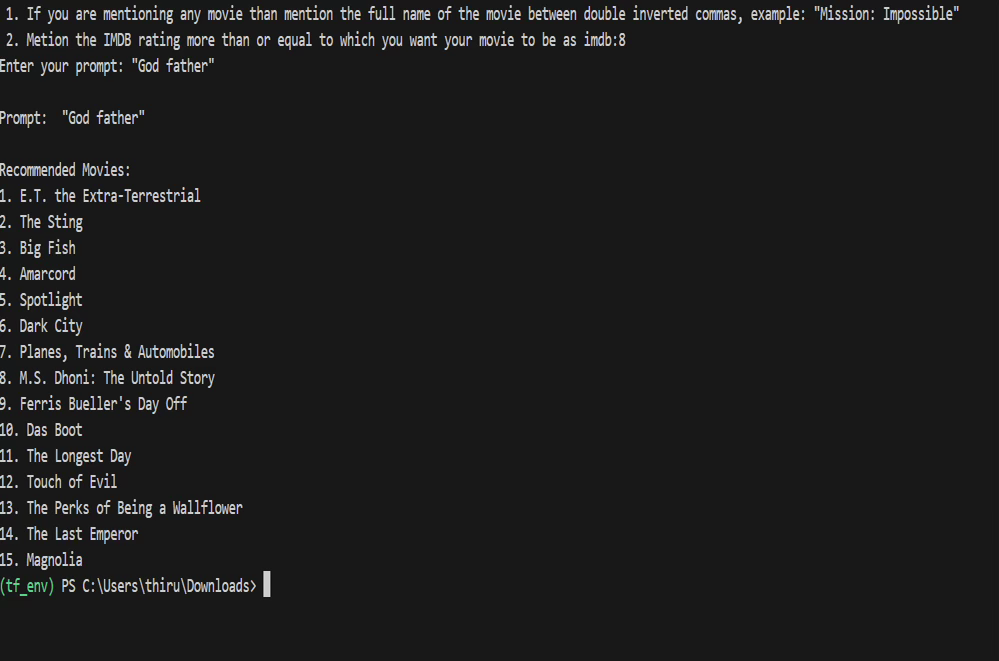 1. If you are mentioning any movie than mention the full name of the movie between double inverted commas, example: "Mission: Impossible"
2. Metion the IMDB rating more than or equal to which you want your movie to be as imdb:8
Enter your prompt: "God father"
Prompt:  "God father"
Recommended Movies:
1. E.T. the Extra-Terrestrial
2. The Sting
3. Big Fish
4. Amarcord
5. Spotlight
6. Dark City
7. Planes, Trains & Automobiles
8. M.S. Dhoni: The Untold Story
9. Ferris Bueller's Day Off
10. Das Boot
11. The Longest Day
12. Touch of Evil
13. The Perks of Being a Wallflower
14. The Last Emperor
15. Magnolia
(tf_env) PS C:\Users\thiru\Downloads>